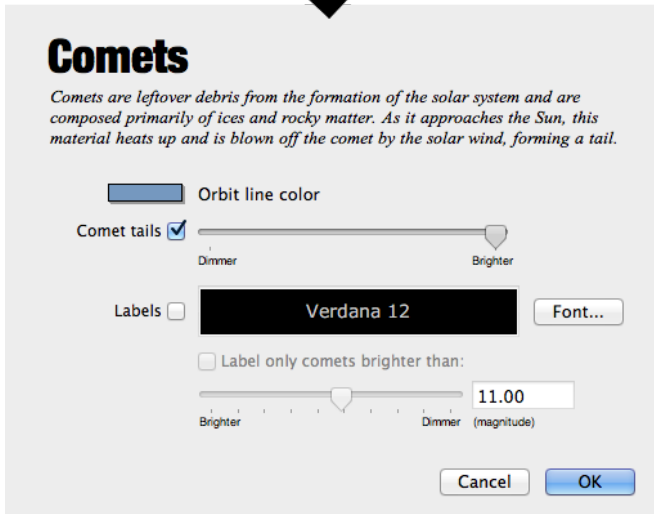 Comets
Comets are leftover debris from the formation of the solar system and are
composed primarily of ices and rocky matter. As it approaches the Sun, this
material heats up and is blown off the comet by the solar wind, forming a tail.
Orbit line color
Comet tails
Dimmer Brighter
Labels Verdana 12 Font...
Label only comets brighter than:
11.00
Brighter Dimmer (magnitude)
Cancel OK